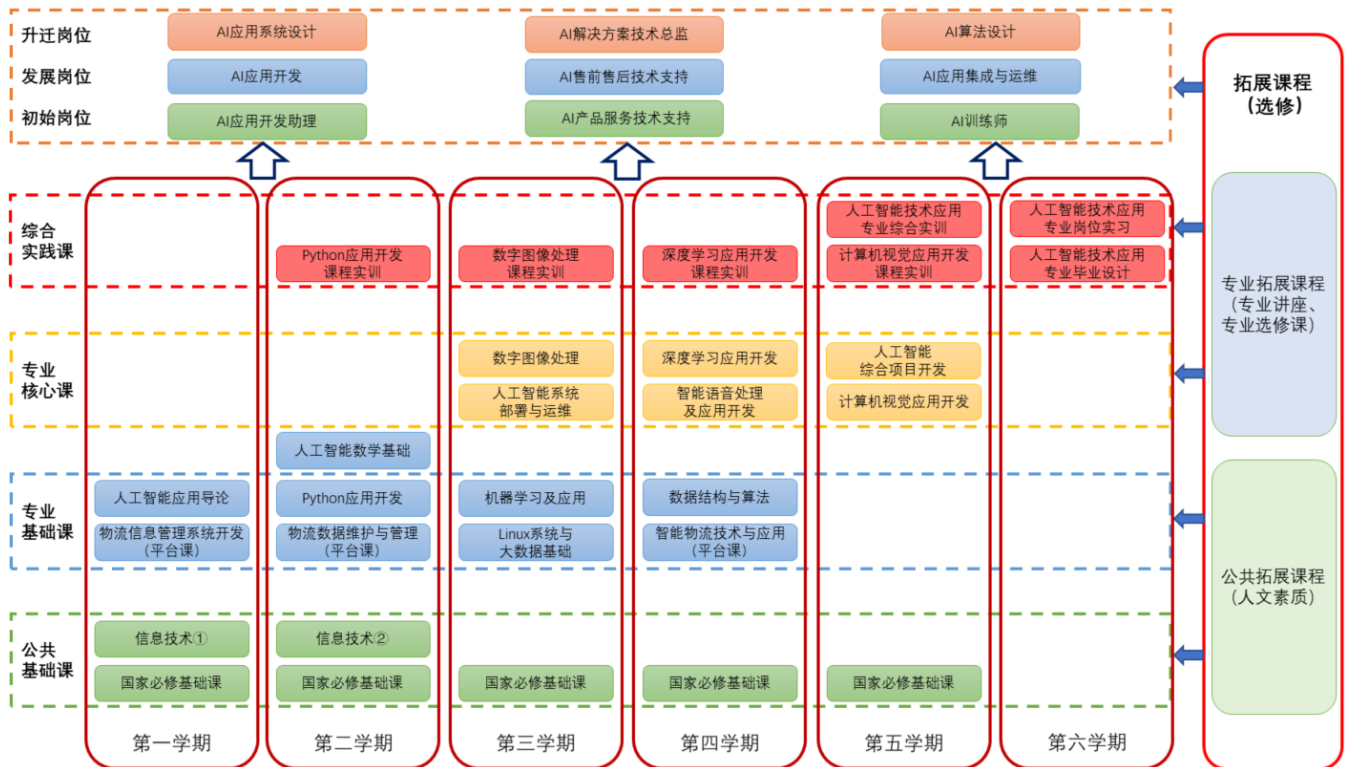 升迁岗位
AI应用系统设计
AI解决方案技术总监
AI算法设计
发展岗位
AI应用开发
AI售前售后技术支持
AI应用集成与运维
初始岗位
AI应用开发助理
AI产品服务技术支持
AI训练师
综合
实践课
Python应用开发
课程实训
数字图像处理
课程实训
深度学习应用开发
课程实训
人工智能技术应用
专业综合实训
计算机视觉应用开发
课程实训
人工智能技术应用
专业岗位实习
人工智能技术应用
专业毕业设计
专业
核心课
数字图像处理
人工智能系统
部署与运维
深度学习应用开发
智能语音处理
及应用开发
人工智能
综合项目开发
计算机视觉应用开发
专业
基础课
人工智能应用导论
物流信息管理系统开发
(平台课)
人工智能数学基础
Python应用开发
物流数据维护与管理
(平台课)
机器学习及应用
Linux系统与
大数据基础
数据结构与算法
智能物流技术与应用
(平台课)
公共
基础课
信息技术①
国家必修基础课
信息技术②
国家必修基础课
国家必修基础课
国家必修基础课
国家必修基础课
第一学期
第二学期
第三学期
第四学期
第五学期
第六学期
拓展课程
(选修)
专业拓展课程
(专业讲座、
专业选修课)
公共拓展课程
(人文素质)